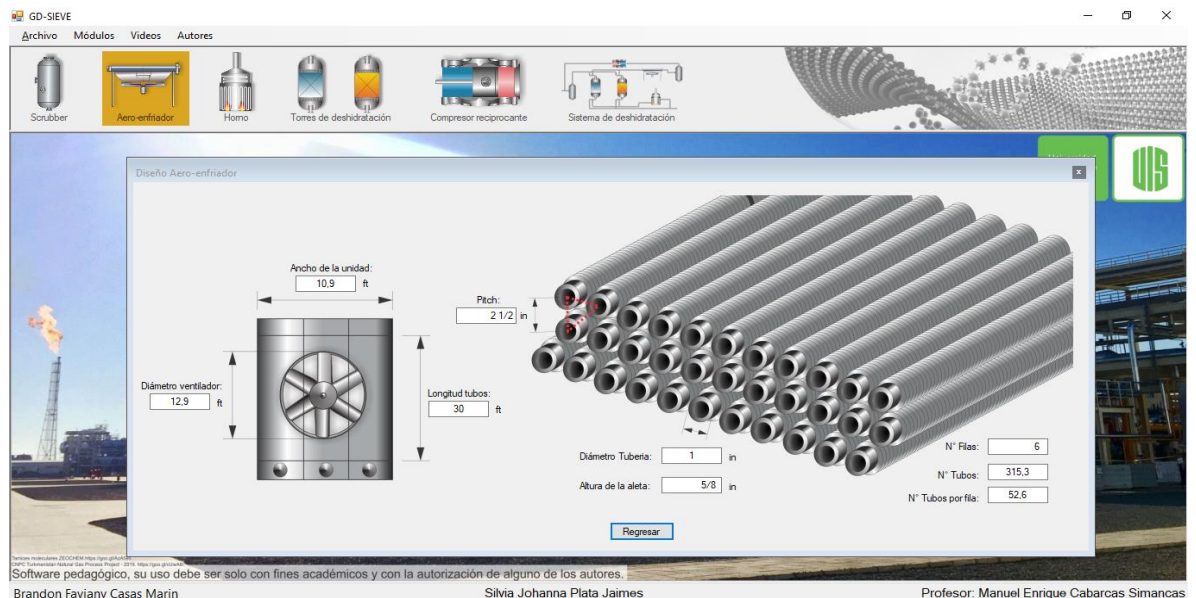 GD-SIEVE
Archivo Módulos Videos Autores
Scrubber Aero-enfriador Horno Torres de deshidratación Compresor reciprocante Sistema de deshidratación
UIS
Diseño Aero-enfriador x
Ancho de la unidad:
10,9 ft
Pitch:
2 1/2 in
Diámetro ventilador:
12,9 ft
Longitud tubos:
30 ft
Diámetro Tuberia: 1 in
Altura de la aleta: 5/8 in
N° Filas: 6
N° Tubos: 315,3
N° Tubos por fila: 52,6
Regresar
Software pedagógico, su uso debe ser solo con fines académicos y con la autorización de alguno de los autores.
Brandon Faviany Casas Marin Silvia Johanna Plata Jaimes Profesor: Manuel Enrique Cabarcas Simancas